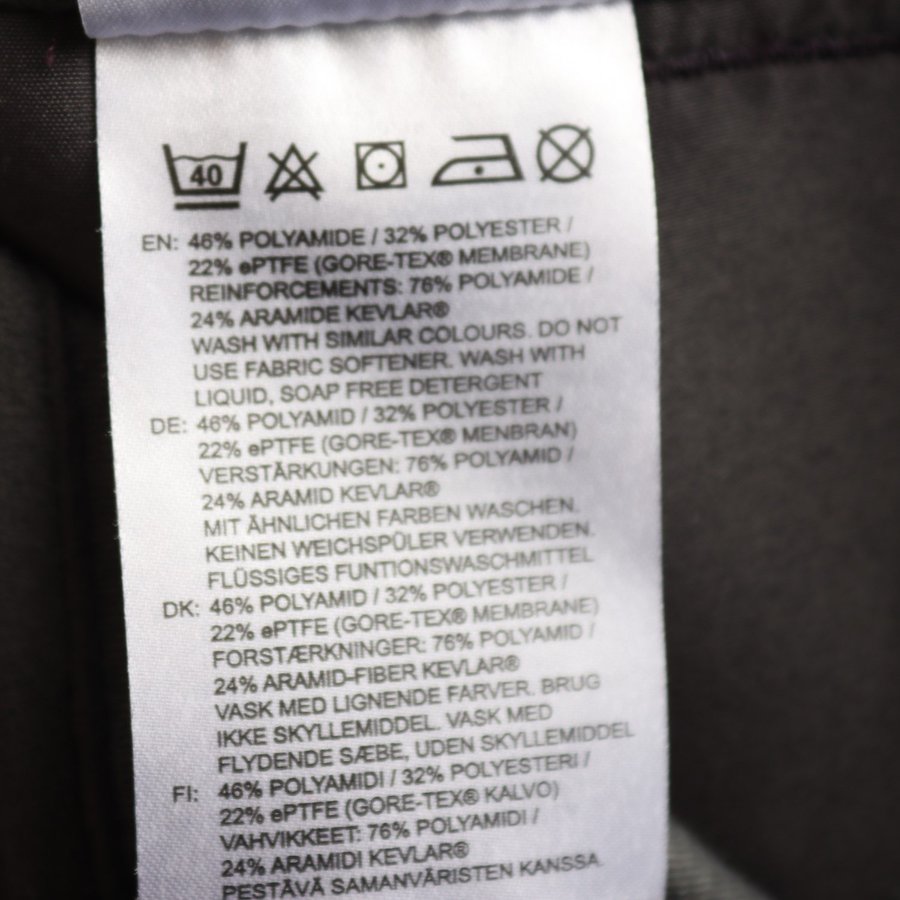 40
EN: 46% POLYAMIDE / 32% POLYESTER /
22% ePTFE (GORE-TEX® MEMBRANE)
REINFORCEMENTS: 76% POLYAMIDE /
24% ARAMIDE KEVLAR®
WASH WITH SIMILAR COLOURS. DO NOT
USE FABRIC SOFTENER. WASH WITH
LIQUID, SOAP FREE DETERGENT
DE: 46% POLYAMID / 32% POLYESTER /
22% ePTFE (GORE-TEX® MENBRAN)
VERSTÄRKUNGEN: 76% POLYAMID /
24% ARAMID KEVLAR®
MIT ÄHNLICHEN FARBEN WASCHEN.
KEINEN WEICHSPÜLER VERWENDEN.
FLÜSSIGES FUNTIONSWASCHMITTEL
DK: 46% POLYAMID / 32% POLYESTER /
22% ePTFE (GORE-TEX® MEMBRANE)
FORSTÆRKNINGER: 76% POLYAMID /
24% ARAMID-FIBER KEVLAR®
VASK MED LIGNENDE FARVER. BRUG
IKKE SKYLLEMIDDEL. VASK MED
FLYDENDE SÆBE, UDEN SKYLLEMIDDEL
FI: 46% POLYAMIDI / 32% POLYESTERI /
22% ePTFE (GORE-TEX® KALVO)
VAHVIKKEET: 76% POLYAMIDI /
24% ARAMIDI KEVLAR®
PESTÄVÄ SAMANVÄRISTEN KANSSA.